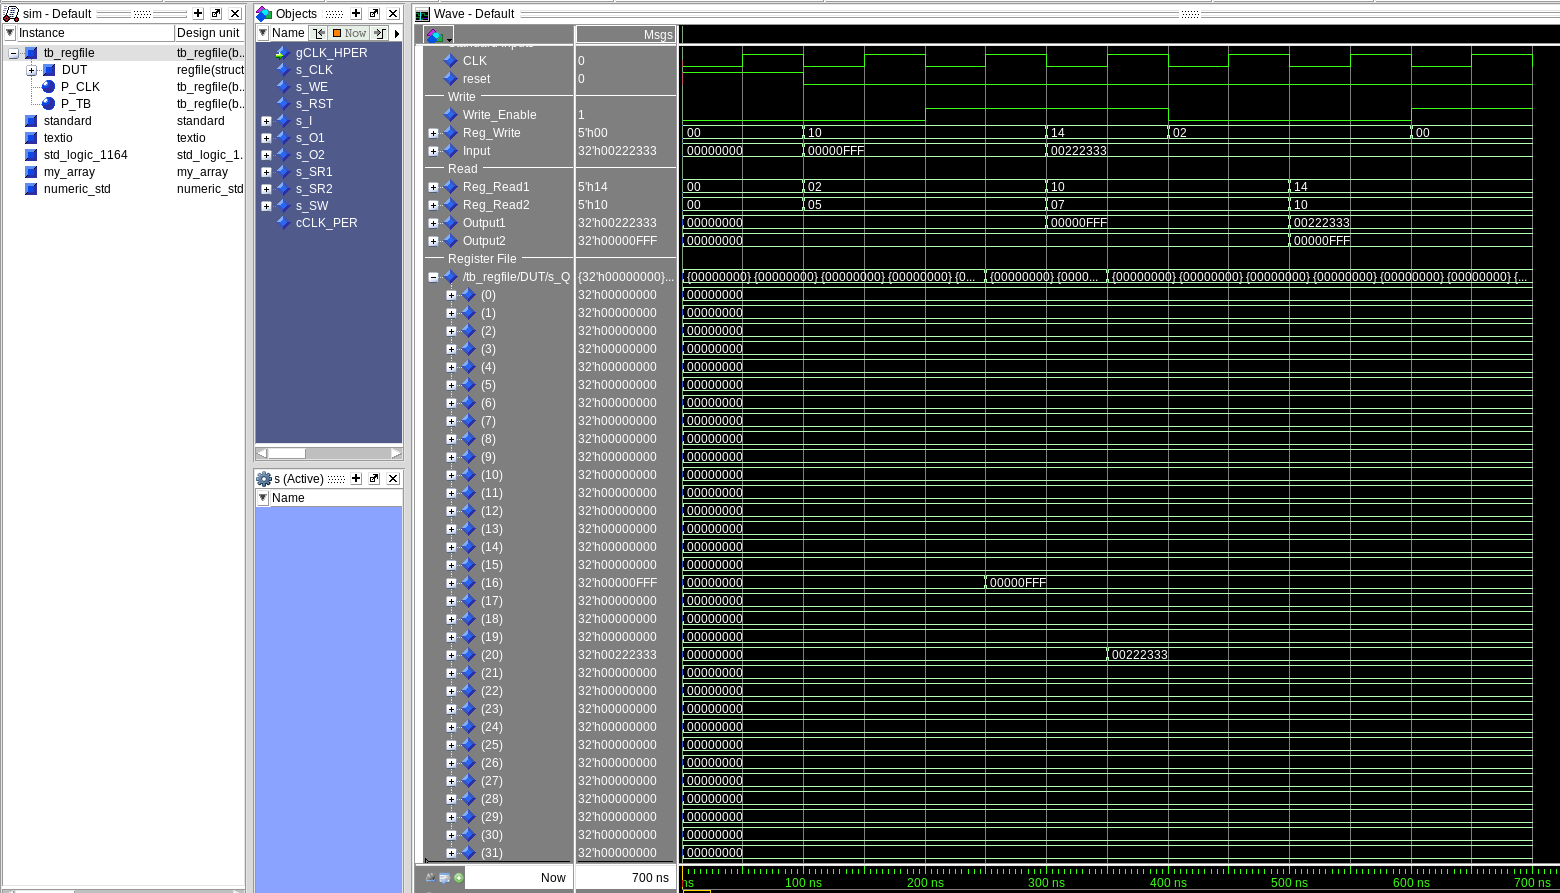 sim - Default
Instance Design unit
tb_regfile tb_regfile(b..
DUT regfile(struct
P_CLK tb_regfile(b..
P_TB tb_regfile(b..
standard standard
textio textio
std_logic_1164 std_logic_1.
my_array my_array
numeric_std numeric_std
Objects
Name Now
gCLK_HPER
s_CLK
s_WE
s_RST
s_I
s_O1
s_O2
s_SR1
s_SR2
s_SW
cCLK_PER
s (Active)
Name
Wave - Default
Msgs
CLK 0
reset 0
Write
Write_Enable 1
Reg_Write 5'h00 00 10 14 02 00
Input 32'h00222333 00000000 00000FFF 00222333
Read
Reg_Read1 5'h14 00 02 10 14
Reg_Read2 5'h10 00 05 07 10
Output1 32'h00222333 00000000 00000FFF 00222333
Output2 32'h00000FFF 00000000 00000FFF
Register File
/tb_regfile/DUT/s_Q {32'h00000000}... {00000000} {00000000} {00000000} {00000000} {0... {00000000} {0000... {00000000} {00000000} {00000000} {00000000} {00000000} {00000000} {...
(0) 32'h00000000 00000000
(1) 32'h00000000 00000000
(2) 32'h00000000 00000000
(3) 32'h00000000 00000000
(4) 32'h00000000 00000000
(5) 32'h00000000 00000000
(6) 32'h00000000 00000000
(7) 32'h00000000 00000000
(8) 32'h00000000 00000000
(9) 32'h00000000 00000000
(10) 32'h00000000 00000000
(11) 32'h00000000 00000000
(12) 32'h00000000 00000000
(13) 32'h00000000 00000000
(14) 32'h00000000 00000000
(15) 32'h00000000 00000000
(16) 32'h00000FFF 00000000 00000FFF
(17) 32'h00000000 00000000
(18) 32'h00000000 00000000
(19) 32'h00000000 00000000
(20) 32'h00222333 00000000 00222333
(21) 32'h00000000 00000000
(22) 32'h00000000 00000000
(23) 32'h00000000 00000000
(24) 32'h00000000 00000000
(25) 32'h00000000 00000000
(26) 32'h00000000 00000000
(27) 32'h00000000 00000000
(28) 32'h00000000 00000000
(29) 32'h00000000 00000000
(30) 32'h00000000 00000000
(31) 32'h00000000 00000000
Now 700 ns
ns 100 ns 200 ns 300 ns 400 ns 500 ns 600 ns 700 ns